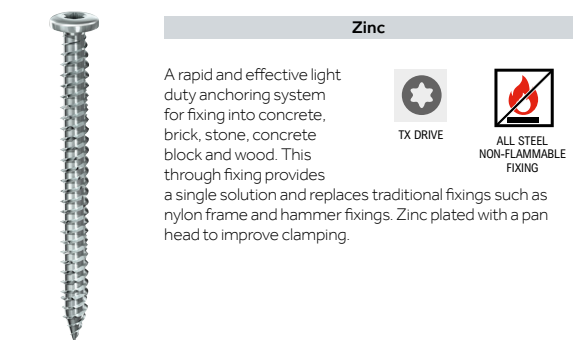 Zinc
A rapid and effective light
duty anchoring system
for fixing into concrete,
brick, stone, concrete
block and wood. This
through fixing provides
a single solution and replaces traditional fixings such as
nylon frame and hammer fixings. Zinc plated with a pan
head to improve clamping.
TX DRIVE
ALL STEEL
NON-FLAMMABLE
FIXING